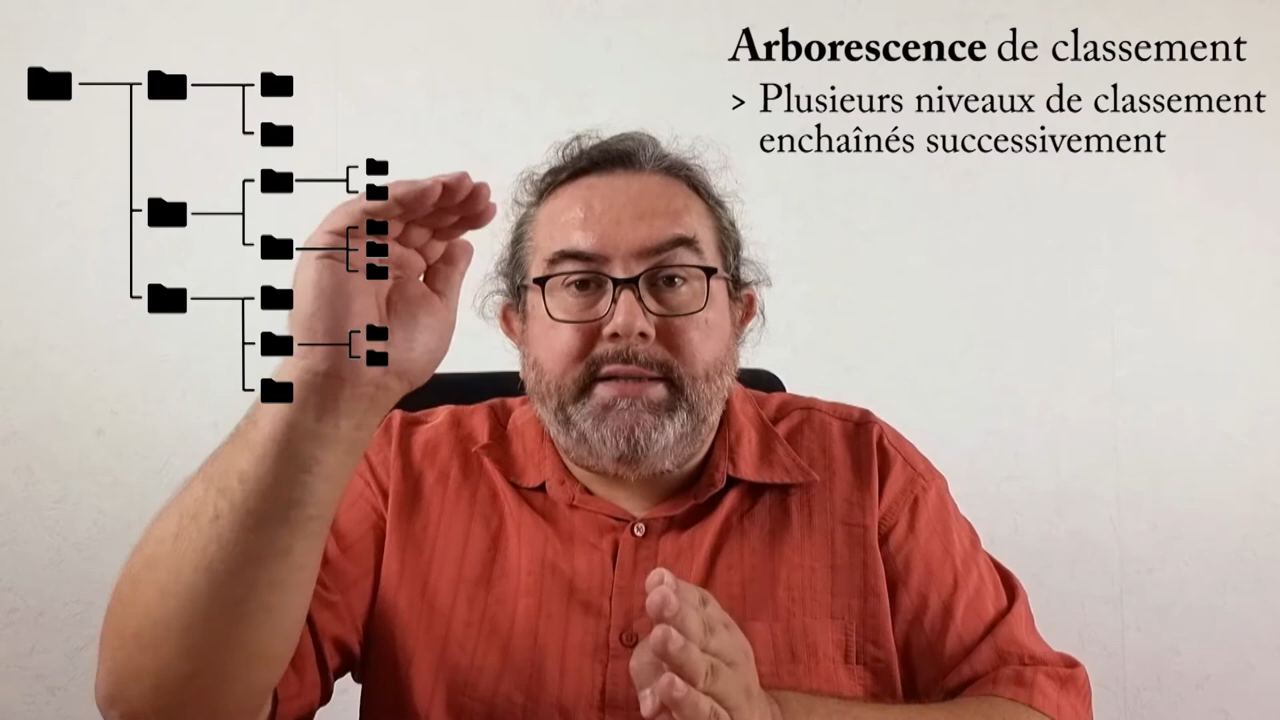 Arborescence de classement
> Plusieurs niveaux de classement
enchaînés successivement